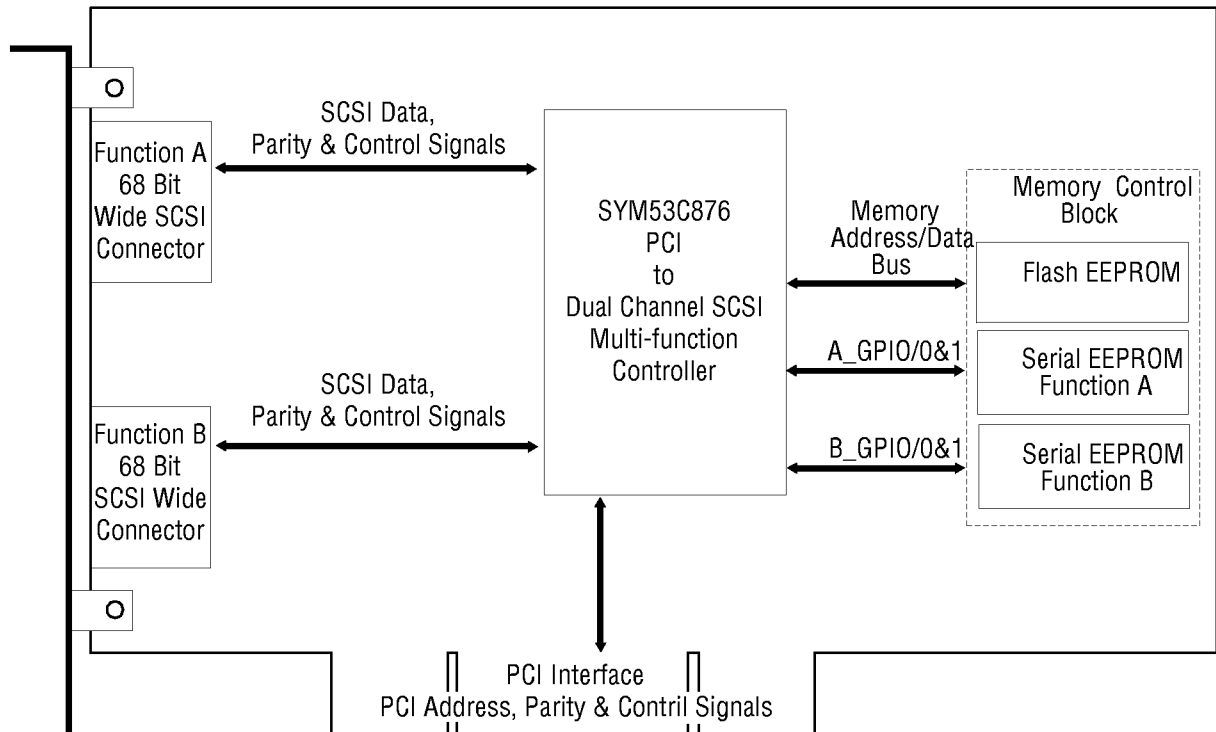 SCSI Data,
Parity & Control Signals
Function A
68 Bit
Wide SCSI
Connector
SYM53C876
PCI
to
Dual Channel SCSI
Multi-function
Controller
Memory
Address/Data
Bus
Memory Control
Block
Flash EEPROM
A_GPIO/0&1
Serial EEPROM
Function A
SCSI Data,
Parity & Control Signals
Function B
68 Bit
SCSI Wide
Connector
B_GPIO/0&1
Serial EEPROM
Function B
PCI Interface
PCI Address, Parity & Contril Signals